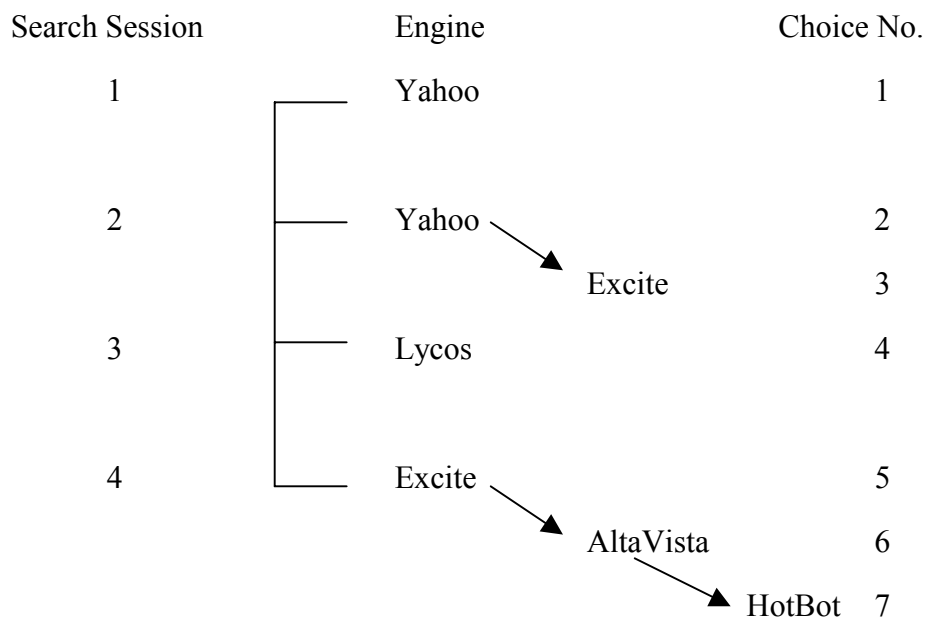 Search Session Engine Choice No.
1 Yahoo 1
2 Yahoo 2
Excite 3
3 Lycos 4
4 Excite 5
AltaVista 6
HotBot 7